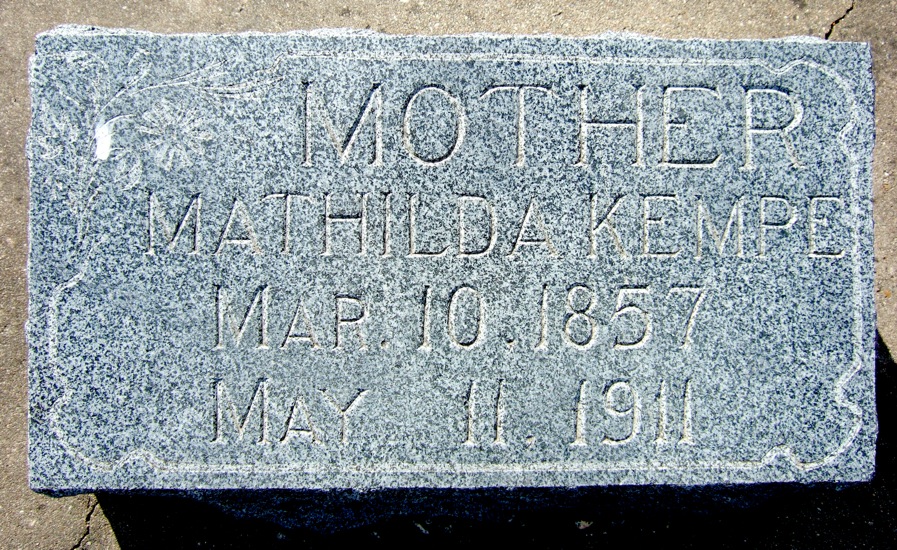 MOTHER
MATHILDA KEMPE
MAR. 10. 1857
MAY 11. 1911